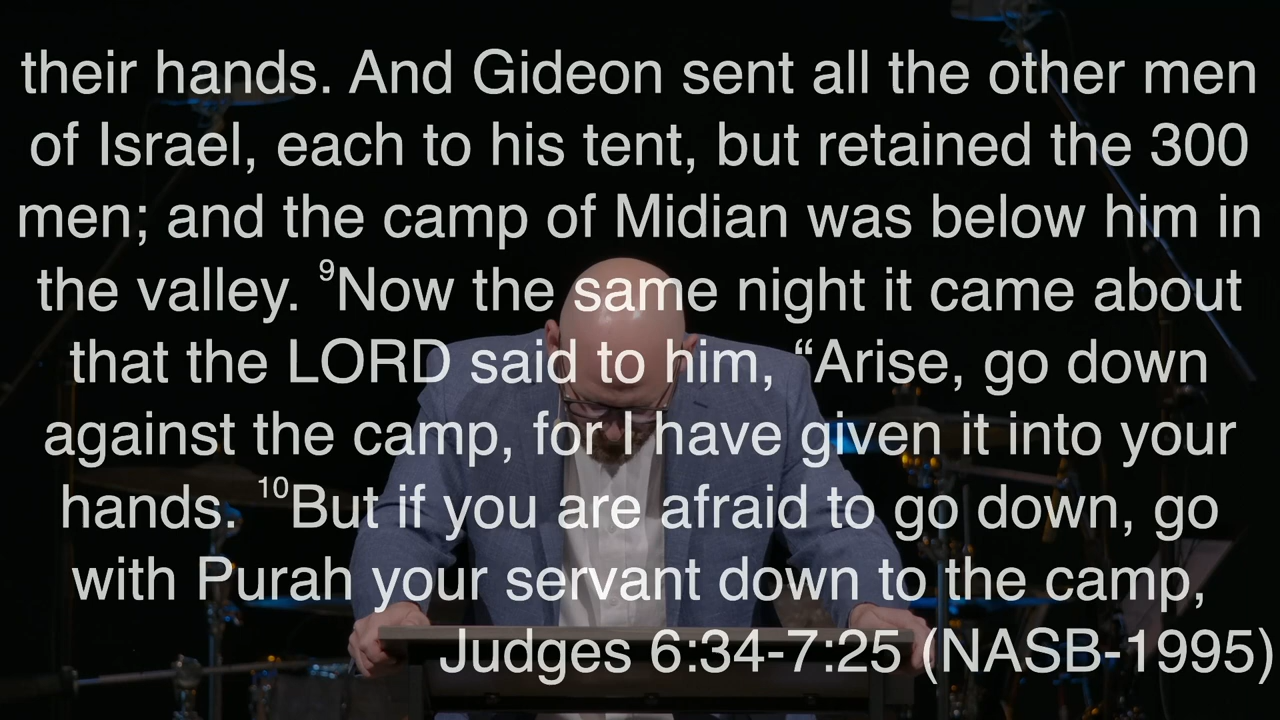 their hands. And Gideon sent all the other men
of Israel, each to his tent, but retained the 300
men; and the camp of Midian was below him in
the valley. ⁹Now the same night it came about
that the LORD said to him, “Arise, go down
against the camp, for I have given it into your
hands. ¹⁰But if you are afraid to go down, go
with Purah your servant down to the camp,
Judges 6:34-7:25 (NASB-1995)